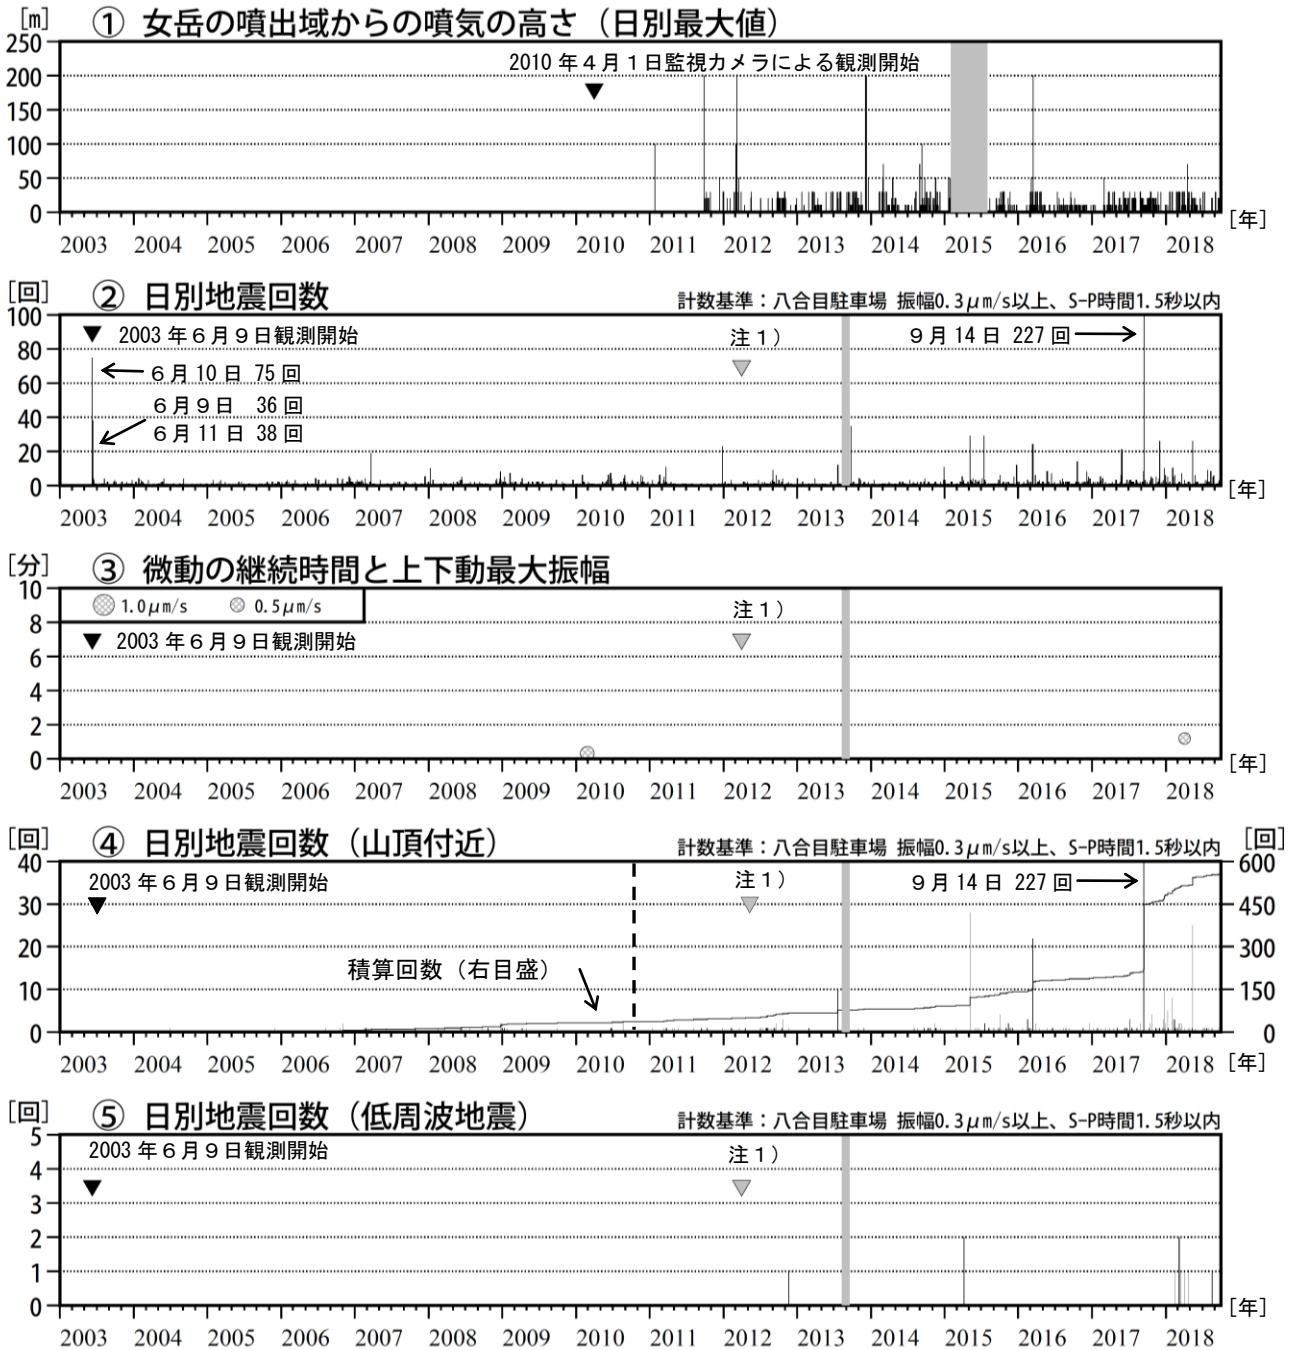 [m] ① 女岳の噴出域からの噴気の高さ（日別最大値）
250
200
150
100
50
0
2010年４月１日監視カメラによる観測開始
2003 2004 2005 2006 2007 2008 2009 2010 2011 2012 2013 2014 2015 2016 2017 2018 [年]
[回] ② 日別地震回数 計数基準：八合目駐車場 振幅0.3μm/s以上、S-P時間1.5秒以内
100
80
60
40
20
0
2003年６月９日観測開始
注１）
９月14日 227回
６月10日 75回
６月９日 36回
６月11日 38回
2003 2004 2005 2006 2007 2008 2009 2010 2011 2012 2013 2014 2015 2016 2017 2018 [年]
[分] ③ 微動の継続時間と上下動最大振幅
10
8
6
4
2
0
1.0μm/s 0.5μm/s
注１）
2003年６月９日観測開始
2003 2004 2005 2006 2007 2008 2009 2010 2011 2012 2013 2014 2015 2016 2017 2018 [年]
[回] ④ 日別地震回数（山頂付近） 計数基準：八合目駐車場 振幅0.3μm/s以上、S-P時間1.5秒以内 [回]
40
30
20
10
0
600
450
300
150
0
2003年６月９日観測開始
注１）
９月14日 227回
積算回数（右目盛）
2003 2004 2005 2006 2007 2008 2009 2010 2011 2012 2013 2014 2015 2016 2017 2018 [年]
[回] ⑤ 日別地震回数（低周波地震） 計数基準：八合目駐車場 振幅0.3μm/s以上、S-P時間1.5秒以内
5
4
3
2
1
0
2003年６月９日観測開始
注１）
2003 2004 2005 2006 2007 2008 2009 2010 2011 2012 2013 2014 2015 2016 2017 2018 [年]